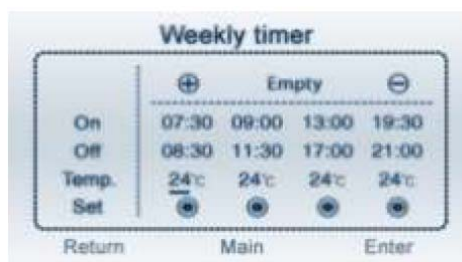 Weekly timer
⊕ Empty ⊖
On 07:30 09:00 13:00 19:30
Off 08:30 11:30 17:00 21:00
Temp. 24℃ 24℃ 24℃ 24℃
Set
Return Main Enter